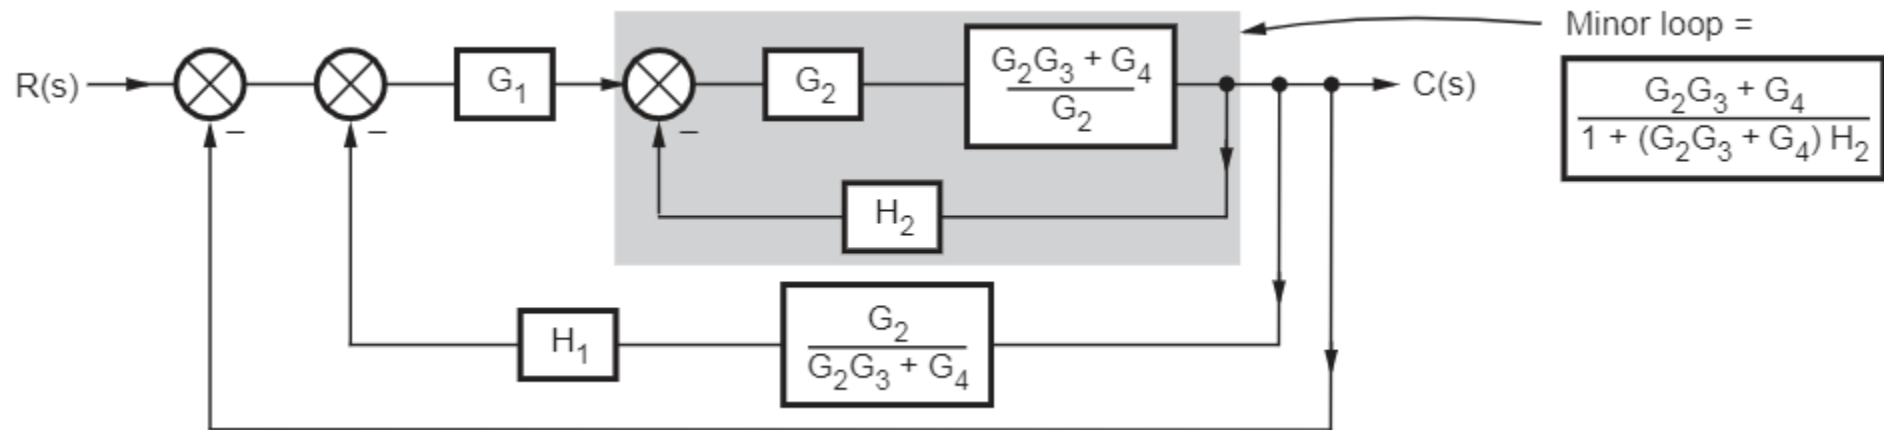 Minor loop =
R(s)
G₁
G₂
G₂G₃ + G₄
G₂
C(s)
G₂G₃ + G₄
1 + (G₂G₃ + G₄) H₂
–
–
–
H₂
H₁
G₂
G₂G₃ + G₄